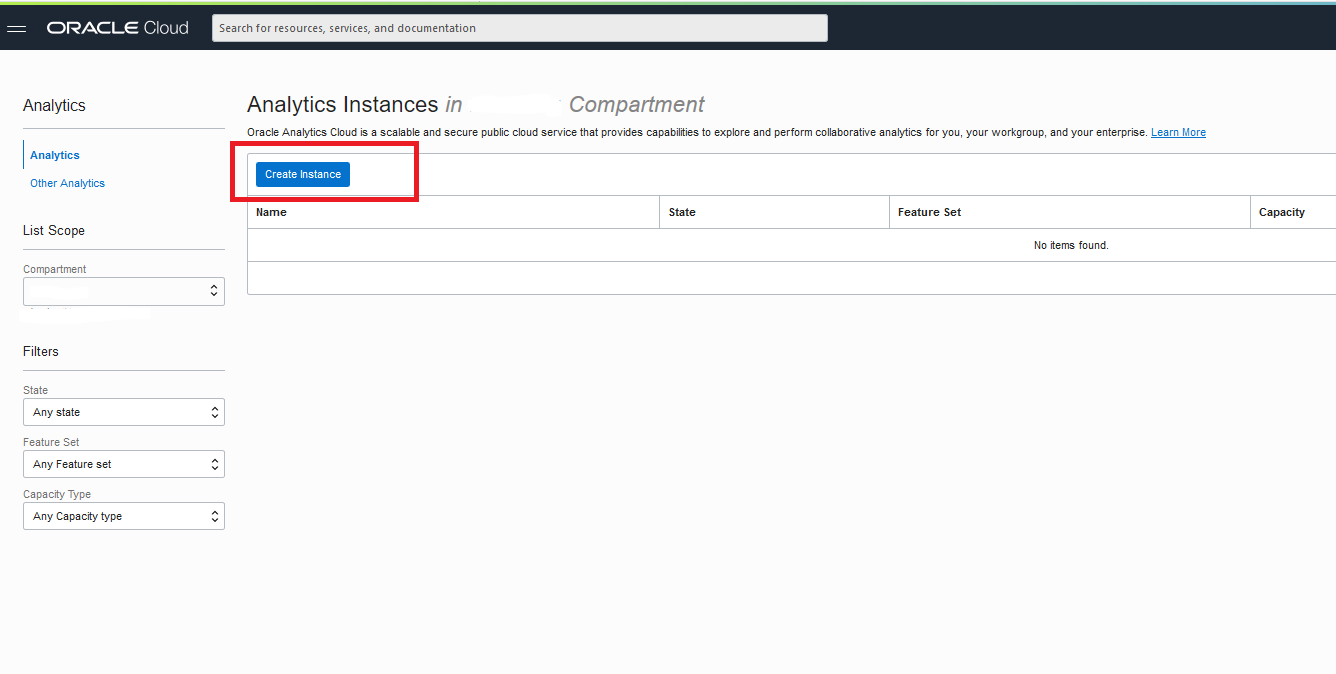 ORACLE Cloud
Search for resources, services, and documentation
Analytics
Analytics
Other Analytics
List Scope
Compartment
Filters
State
Any state
Feature Set
Any Feature set
Capacity Type
Any Capacity type
Analytics Instances in Compartment
Oracle Analytics Cloud is a scalable and secure public cloud service that provides capabilities to explore and perform collaborative analytics for you, your workgroup, and your enterprise. Learn More
Create Instance
Name State Feature Set Capacity
No items found.